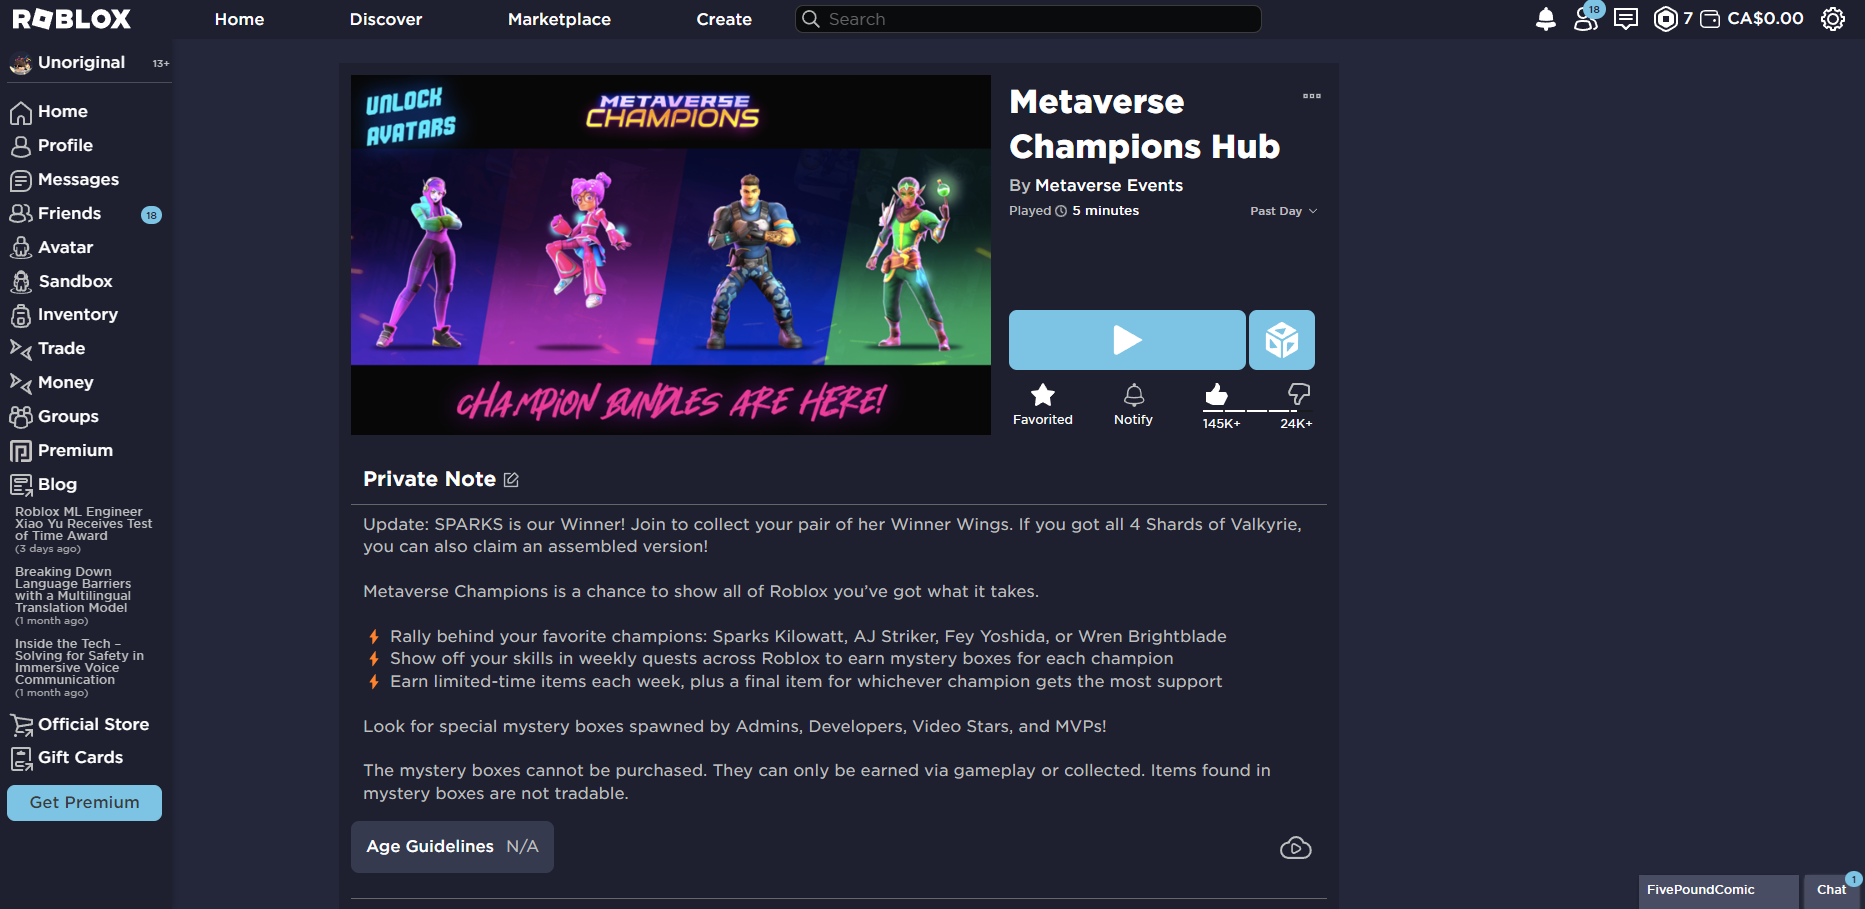 ROBLOX
Home
Discover
Marketplace
Create
Search
18
7
CA$0.00
Unoriginal
13+
Home
Profile
Messages
Friends
18
Avatar
Sandbox
Inventory
Trade
Money
Groups
Premium
Blog
Roblox ML Engineer
Xiao Yu Receives Test
of Time Award
(3 days ago)
Breaking Down
Language Barriers
with a Multilingual
Translation Model
(1 month ago)
Inside the Tech –
Solving for Safety in
Immersive Voice
Communication
(1 month ago)
Official Store
Gift Cards
Get Premium
UNLOCK
AVATARS
METAVERSE
CHAMPIONS
CHAMPION BUNDLES ARE HERE!
Metaverse
Champions Hub
By Metaverse Events
Played 5 minutes
Past Day
Favorited
Notify
145K+
24K+
Private Note
Update: SPARKS is our Winner! Join to collect your pair of her Winner Wings. If you got all 4 Shards of Valkyrie,
you can also claim an assembled version!
Metaverse Champions is a chance to show all of Roblox you’ve got what it takes.
Rally behind your favorite champions: Sparks Kilowatt, AJ Striker, Fey Yoshida, or Wren Brightblade
Show off your skills in weekly quests across Roblox to earn mystery boxes for each champion
Earn limited-time items each week, plus a final item for whichever champion gets the most support
Look for special mystery boxes spawned by Admins, Developers, Video Stars, and MVPs!
The mystery boxes cannot be purchased. They can only be earned via gameplay or collected. Items found in
mystery boxes are not tradable.
Age Guidelines N/A
FivePoundComic
Chat
1